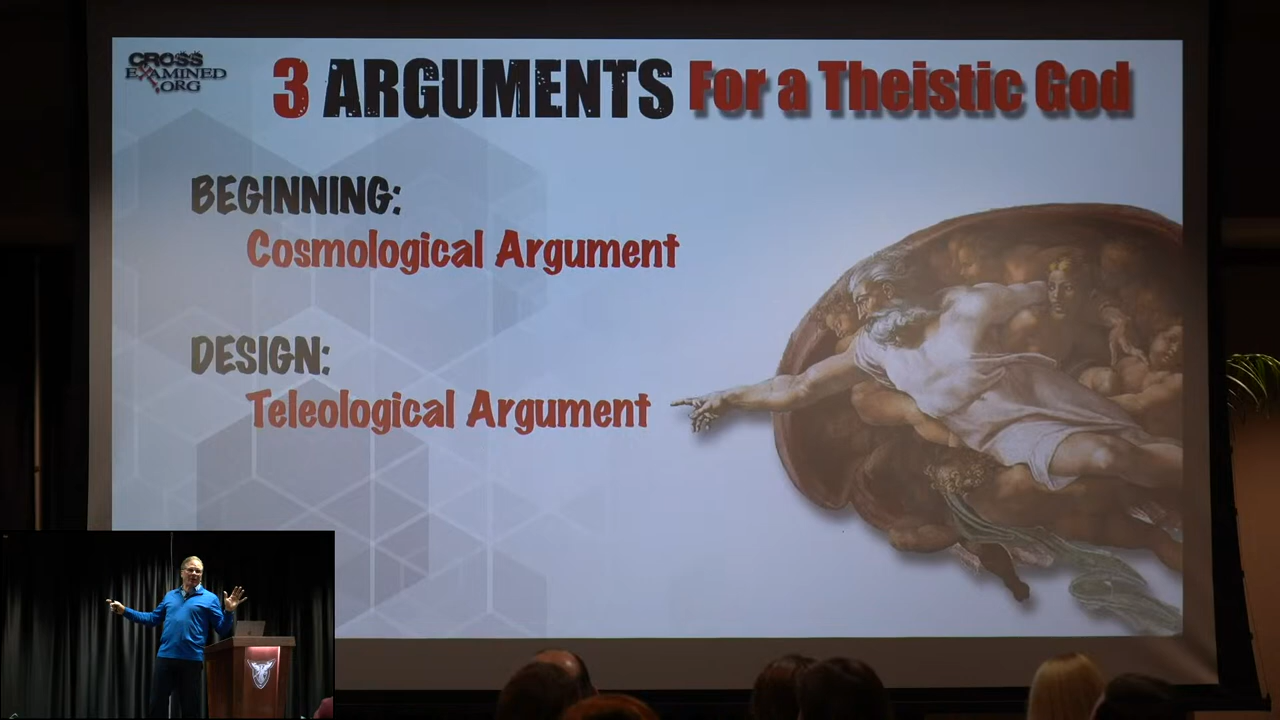 CROSS
EXAMINED
.ORG
3 ARGUMENTS For a Theistic God
BEGINNING:
Cosmological Argument
DESIGN:
Teleological Argument